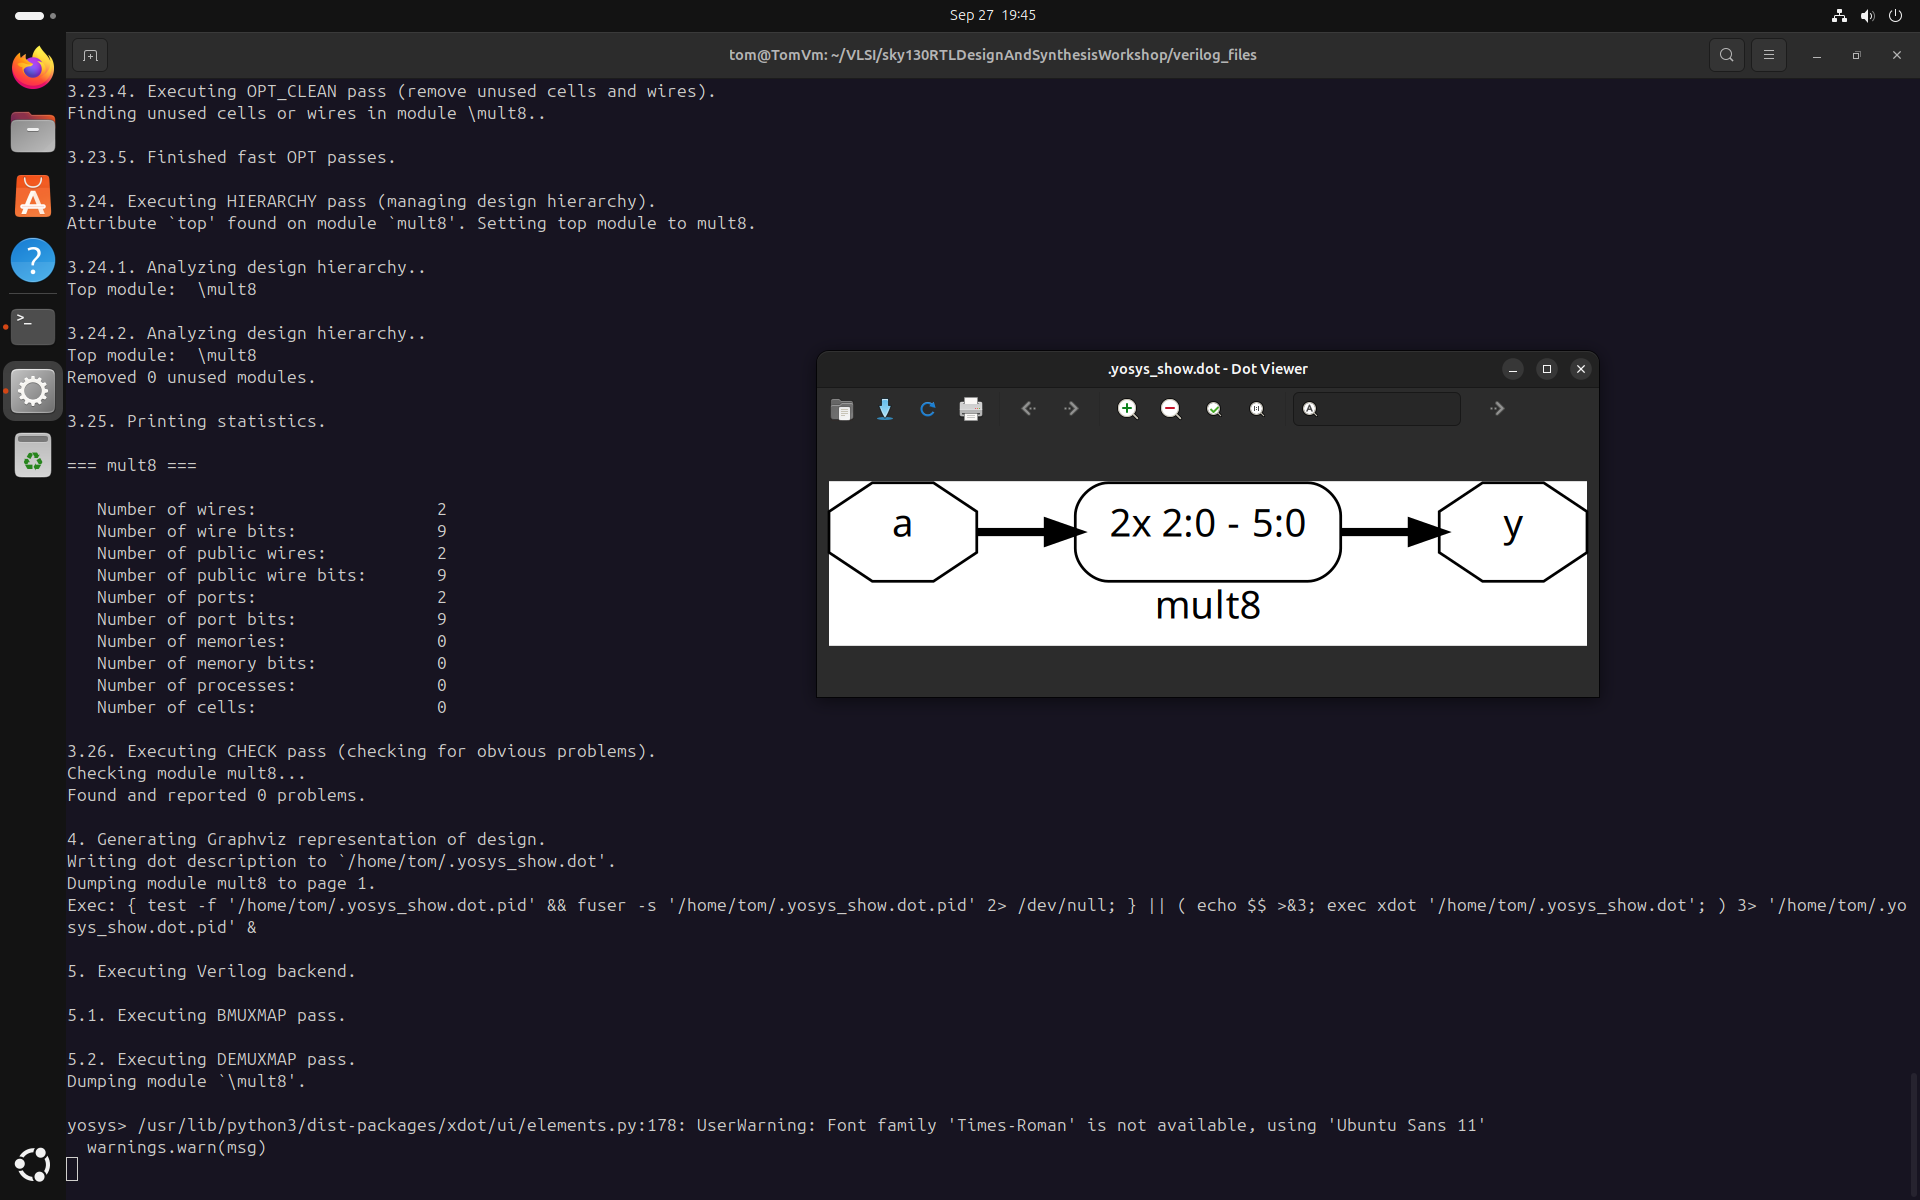 Sep 27 19:45
tom@TomVm: ~/VLSI/sky130RTLDesignAndSynthesisWorkshop/verilog_files
3.23.4. Executing OPT_CLEAN pass (remove unused cells and wires).
Finding unused cells or wires in module \mult8..
3.23.5. Finished fast OPT passes.
3.24. Executing HIERARCHY pass (managing design hierarchy).
Attribute `top' found on module `mult8'. Setting top module to mult8.
3.24.1. Analyzing design hierarchy..
Top module:  \mult8
3.24.2. Analyzing design hierarchy..
Top module:  \mult8
Removed 0 unused modules.
3.25. Printing statistics.
=== mult8 ===
Number of wires: 2
Number of wire bits: 9
Number of public wires: 2
Number of public wire bits: 9
Number of ports: 2
Number of port bits: 9
Number of memories: 0
Number of memory bits: 0
Number of processes: 0
Number of cells: 0
3.26. Executing CHECK pass (checking for obvious problems).
Checking module mult8...
Found and reported 0 problems.
4. Generating Graphviz representation of design.
Writing dot description to `/home/tom/.yosys_show.dot'.
Dumping module mult8 to page 1.
Exec: { test -f '/home/tom/.yosys_show.dot.pid' && fuser -s '/home/tom/.yosys_show.dot.pid' 2> /dev/null; } || ( echo $$ >&3; exec xdot '/home/tom/.yosys_show.dot'; ) 3> '/home/tom/.yo
sys_show.dot.pid' &
5. Executing Verilog backend.
5.1. Executing BMUXMAP pass.
5.2. Executing DEMUXMAP pass.
Dumping module `\mult8'.
yosys> /usr/lib/python3/dist-packages/xdot/ui/elements.py:178: UserWarning: Font family 'Times-Roman' is not available, using 'Ubuntu Sans 11'
warnings.warn(msg)
.yosys_show.dot - Dot Viewer
a
2x 2:0 - 5:0
y
mult8